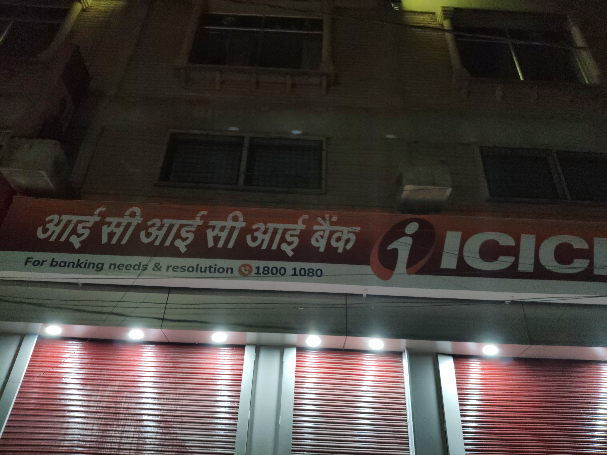 आई सी आई सी आई बैंक
For banking needs & resolution 1800 1080
ICICI